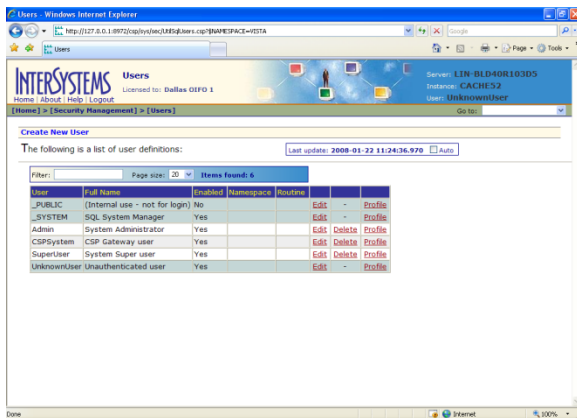 Users - Windows Internet Explorer
http://127.0.0.1:8972/csp/sys/sec/UtilSqlUsers.csp?$NAMESPACE=VISTA
Google
Users
Page
Tools
INTERSYSTEMS
Users
Licensed to: Dallas OIFO 1
Server: LIN-BLD40R103D5
Instance: CACHE52
User: UnknownUser
Home | About | Help | Logout
[Home] > [Security Management] > [Users]
Go to:
Create New User
The following is a list of user definitions:
Last update: 2008-01-22 11:24:36.970 Auto
Filter: Page size: 20 Items found: 6
User Full Name Enabled Namespace Routine
_PUBLIC (Internal use - not for login) No Edit - Profile
_SYSTEM SQL System Manager Yes Edit - Profile
Admin System Administrator Yes Edit Delete Profile
CSPSystem CSP Gateway user Yes Edit Delete Profile
SuperUser System Super user Yes Edit Delete Profile
UnknownUser Unauthenticated user Yes Edit - Profile
Done
Internet
100%